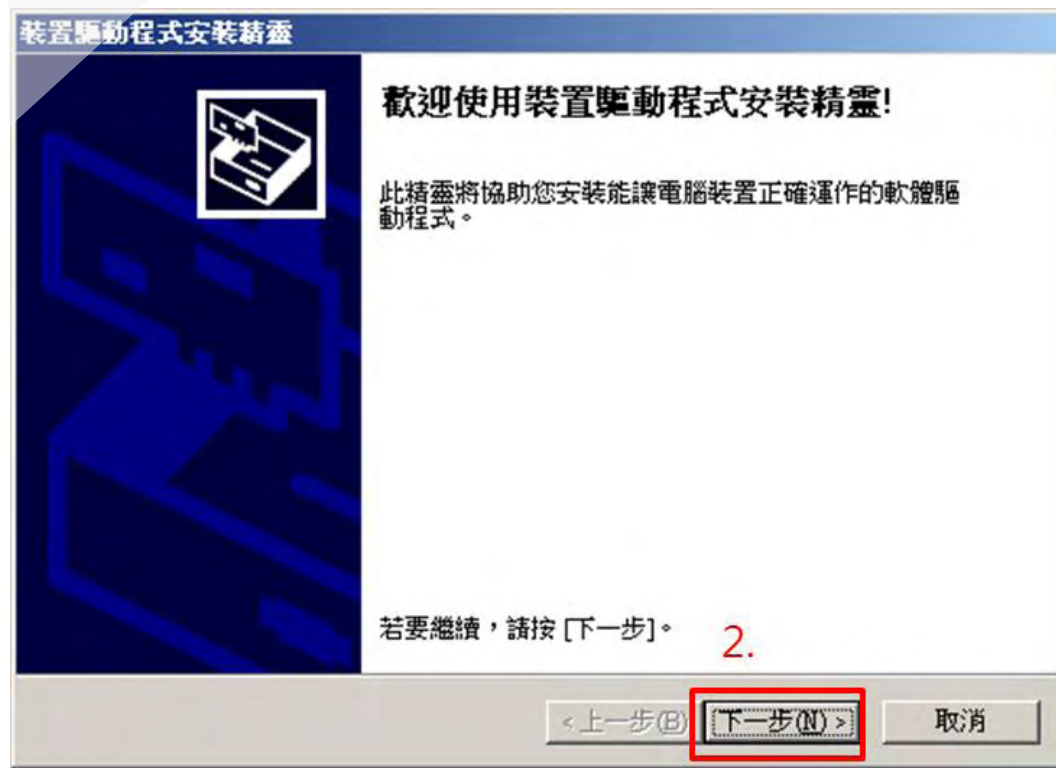 裝置驅動程式安裝精靈
歡迎使用裝置驅動程式安裝精靈!
此精靈將協助您安裝能讓電腦裝置正確運作的軟體驅
動程式。
若要繼續，請按 [下一步]。
2.
<上一步(B) 下一步(N) > 取消